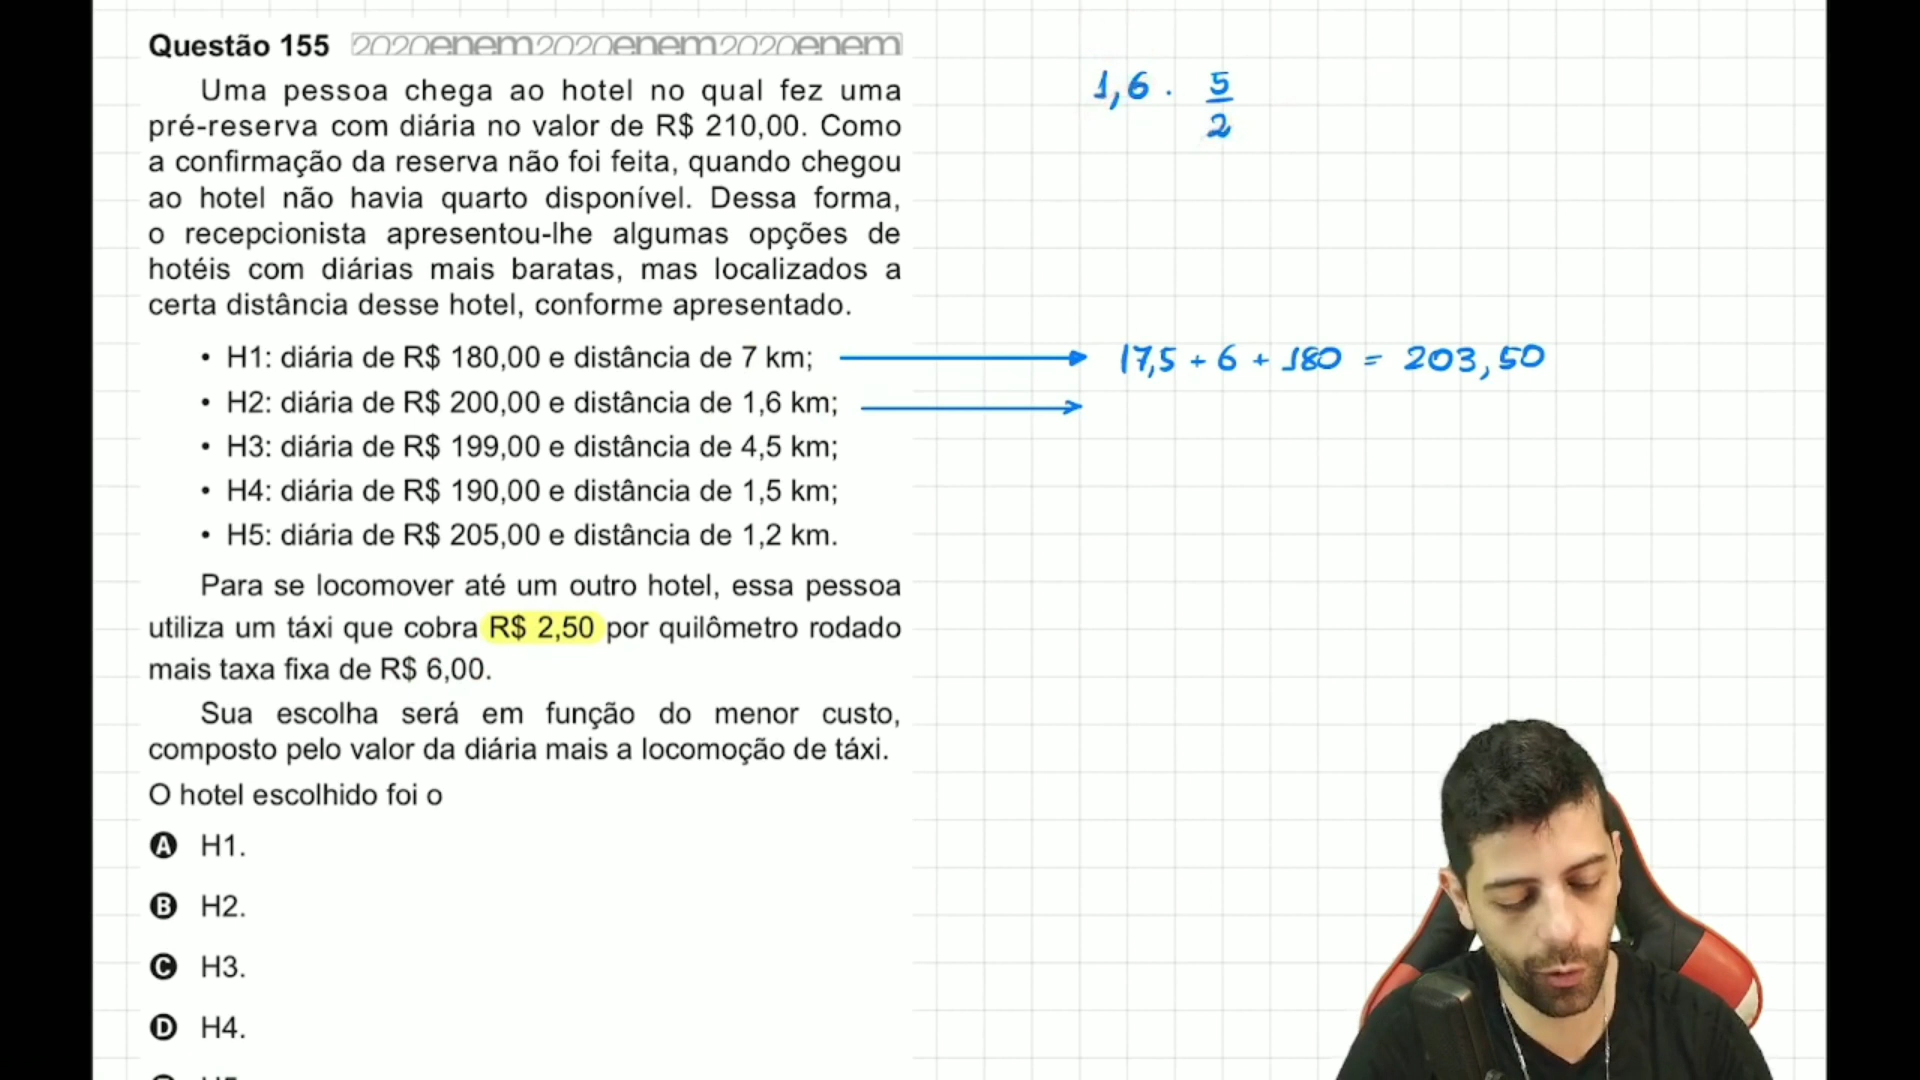 Questão 155 2020enem2020enem2020enem
Uma pessoa chega ao hotel no qual fez uma
pré-reserva com diária no valor de R$ 210,00. Como
a confirmação da reserva não foi feita, quando chegou
ao hotel não havia quarto disponível. Dessa forma,
o recepcionista apresentou-lhe algumas opções de
hotéis com diárias mais baratas, mas localizados a
certa distância desse hotel, conforme apresentado.
• H1: diária de R$ 180,00 e distância de 7 km;
• H2: diária de R$ 200,00 e distância de 1,6 km;
• H3: diária de R$ 199,00 e distância de 4,5 km;
• H4: diária de R$ 190,00 e distância de 1,5 km;
• H5: diária de R$ 205,00 e distância de 1,2 km.
Para se locomover até um outro hotel, essa pessoa
utiliza um táxi que cobra R$ 2,50 por quilômetro rodado
mais taxa fixa de R$ 6,00.
Sua escolha será em função do menor custo,
composto pelo valor da diária mais a locomoção de táxi.
O hotel escolhido foi o
A H1.
B H2.
C H3.
D H4.
1,6 . 5/2
17,5 + 6 + 180 = 203,50